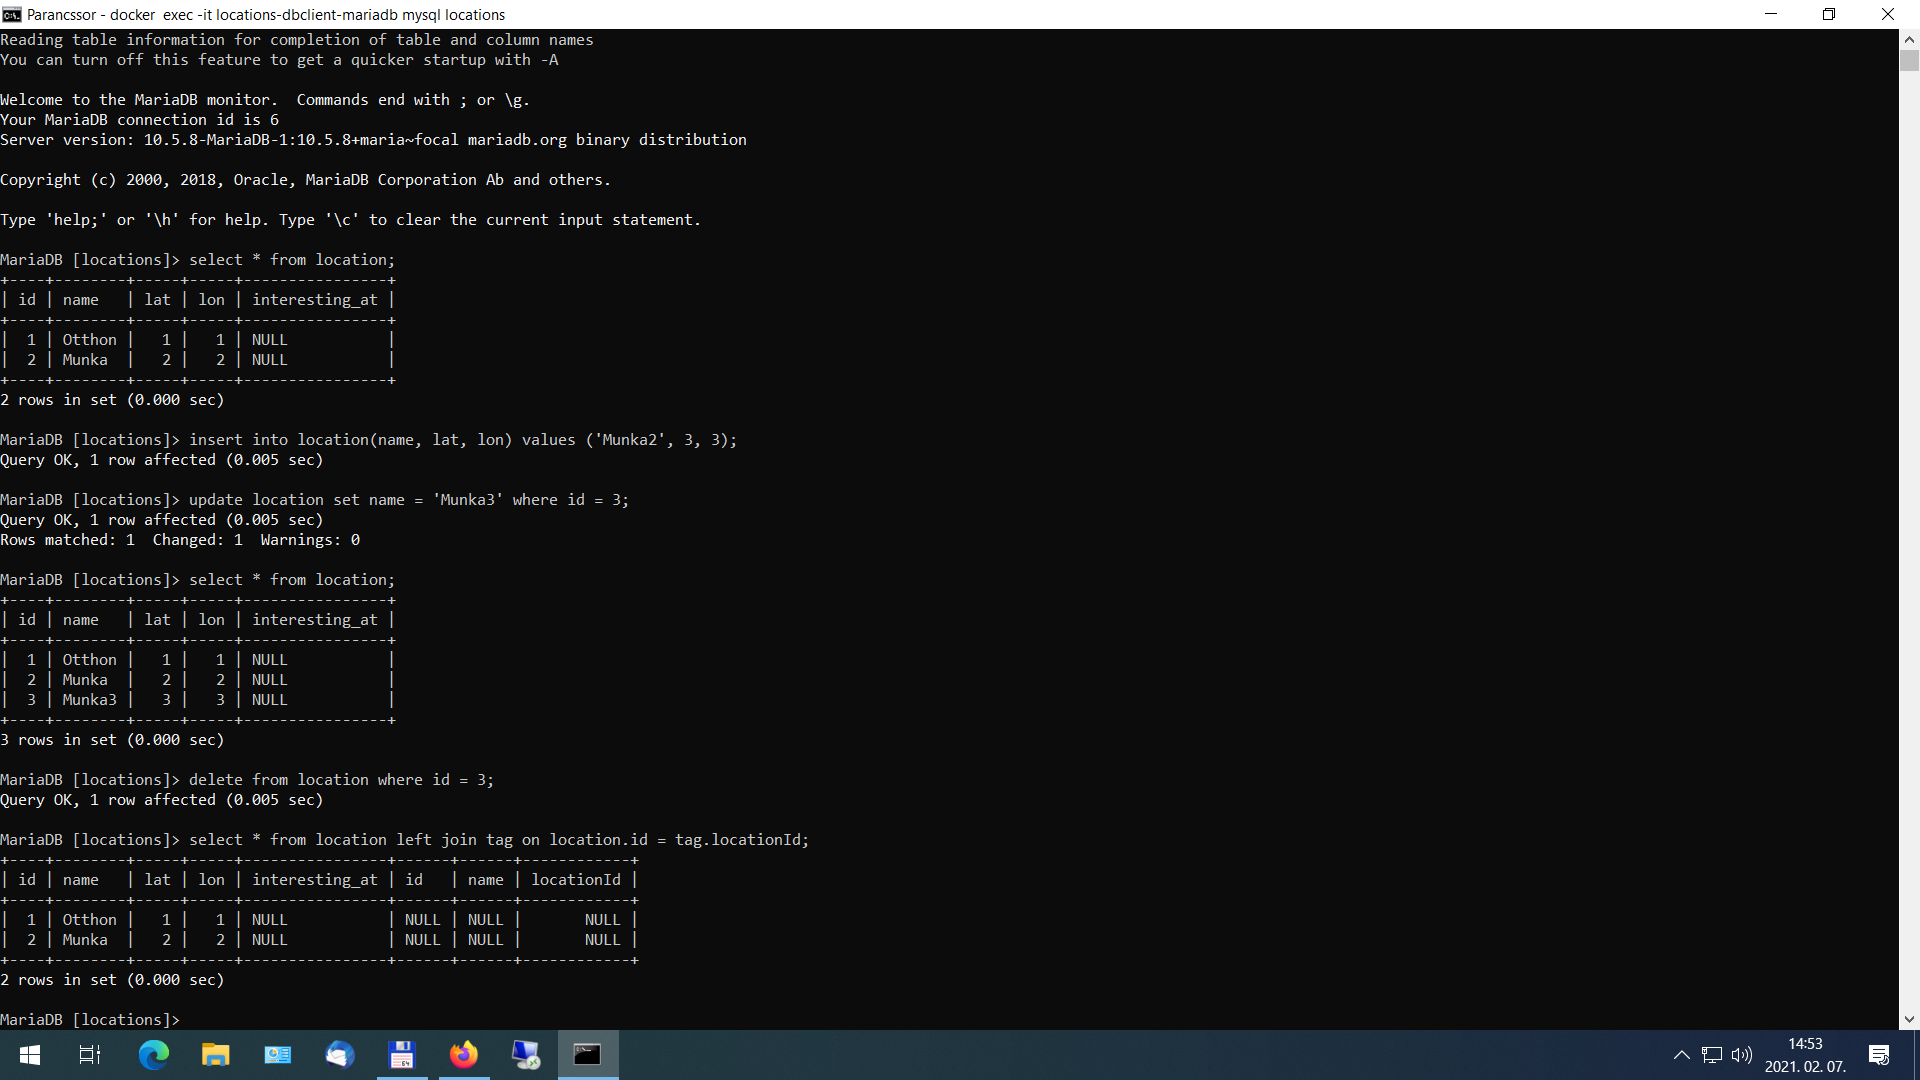 Parancssor - docker  exec -it locations-dbclient-mariadb mysql locations
Reading table information for completion of table and column names
You can turn off this feature to get a quicker startup with -A
Welcome to the MariaDB monitor.  Commands end with ; or \g.
Your MariaDB connection id is 6
Server version: 10.5.8-MariaDB-1:10.5.8+maria~focal mariadb.org binary distribution
Copyright (c) 2000, 2018, Oracle, MariaDB Corporation Ab and others.
Type 'help;' or '\h' for help. Type '\c' to clear the current input statement.
MariaDB [locations]> select * from location;
+----+--------+-----+-----+----------------+
| id | name   | lat | lon | interesting_at |
+----+--------+-----+-----+----------------+
|  1 | Otthon |   1 |   1 | NULL           |
|  2 | Munka  |   2 |   2 | NULL           |
+----+--------+-----+-----+----------------+
2 rows in set (0.000 sec)
MariaDB [locations]> insert into location(name, lat, lon) values ('Munka2', 3, 3);
Query OK, 1 row affected (0.005 sec)
MariaDB [locations]> update location set name = 'Munka3' where id = 3;
Query OK, 1 row affected (0.005 sec)
Rows matched: 1  Changed: 1  Warnings: 0
MariaDB [locations]> select * from location;
+----+--------+-----+-----+----------------+
| id | name   | lat | lon | interesting_at |
+----+--------+-----+-----+----------------+
|  1 | Otthon |   1 |   1 | NULL           |
|  2 | Munka  |   2 |   2 | NULL           |
|  3 | Munka3 |   3 |   3 | NULL           |
+----+--------+-----+-----+----------------+
3 rows in set (0.000 sec)
MariaDB [locations]> delete from location where id = 3;
Query OK, 1 row affected (0.005 sec)
MariaDB [locations]> select * from location left join tag on location.id = tag.locationId;
+----+--------+-----+-----+----------------+------+------+------------+
| id | name   | lat | lon | interesting_at | id   | name | locationId |
+----+--------+-----+-----+----------------+------+------+------------+
|  1 | Otthon |   1 |   1 | NULL           | NULL | NULL |       NULL |
|  2 | Munka  |   2 |   2 | NULL           | NULL | NULL |       NULL |
+----+--------+-----+-----+----------------+------+------+------------+
2 rows in set (0.000 sec)
MariaDB [locations]>
64
14:53
2021. 02. 07.